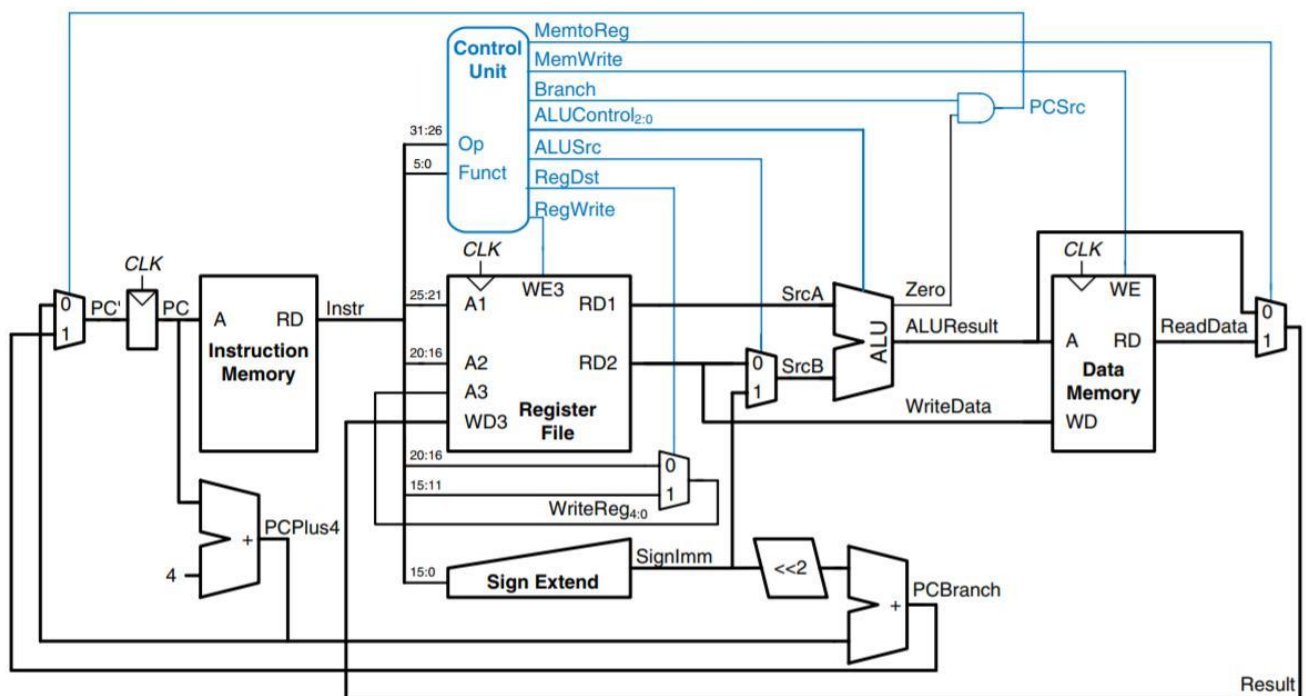 MemtoReg
Control Unit
MemWrite
Branch
ALUControl2:0
PCSrc
31:26
Op
ALUSrc
5:0
Funct
RegDst
RegWrite
CLK
CLK
CLK
0
1
PC'
PC
A
RD
Instruction Memory
Instr
25:21
A1
WE3
RD1
SrcA
Zero
WE
0
1
20:16
A2
RD2
0
1
SrcB
ALU
ALUResult
A
RD
ReadData
Data Memory
A3
WD3
Register File
WriteData
WD
20:16
0
15:11
1
WriteReg4:0
PCPlus4
+
4
SignImm
15:0
Sign Extend
<<2
+
PCBranch
Result